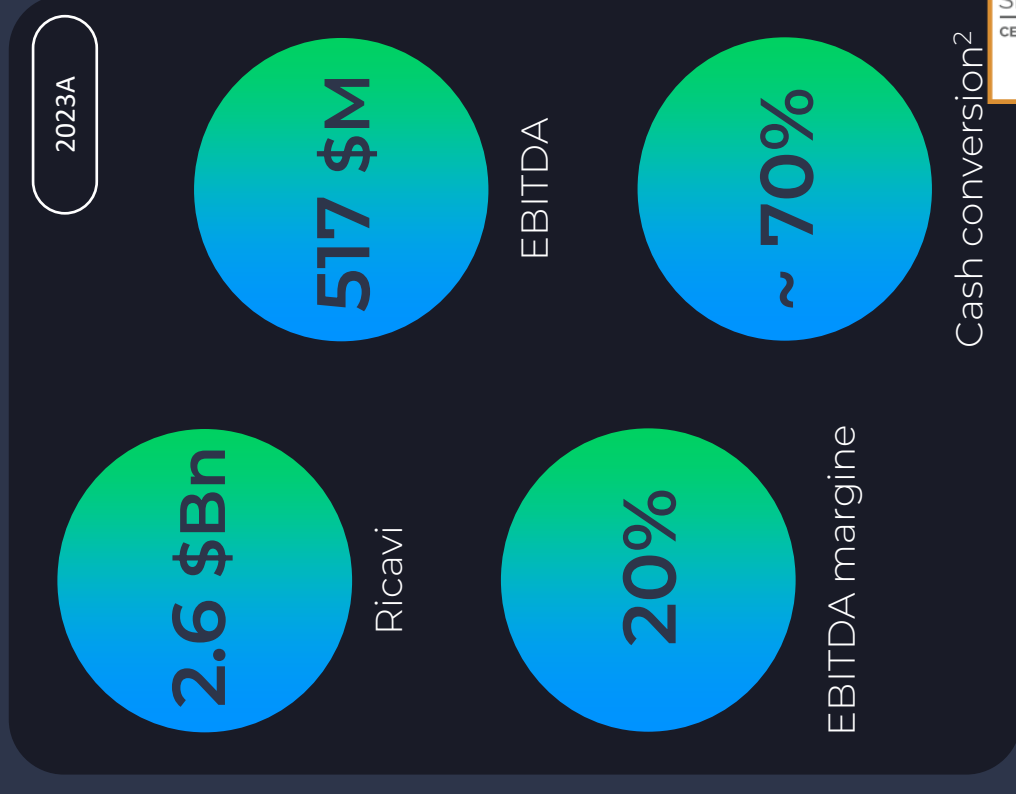 2023A
2.6 $Bn
Ricavi
517 $M
EBITDA
20%
EBITDA margine
~ 70%
Cash conversion²